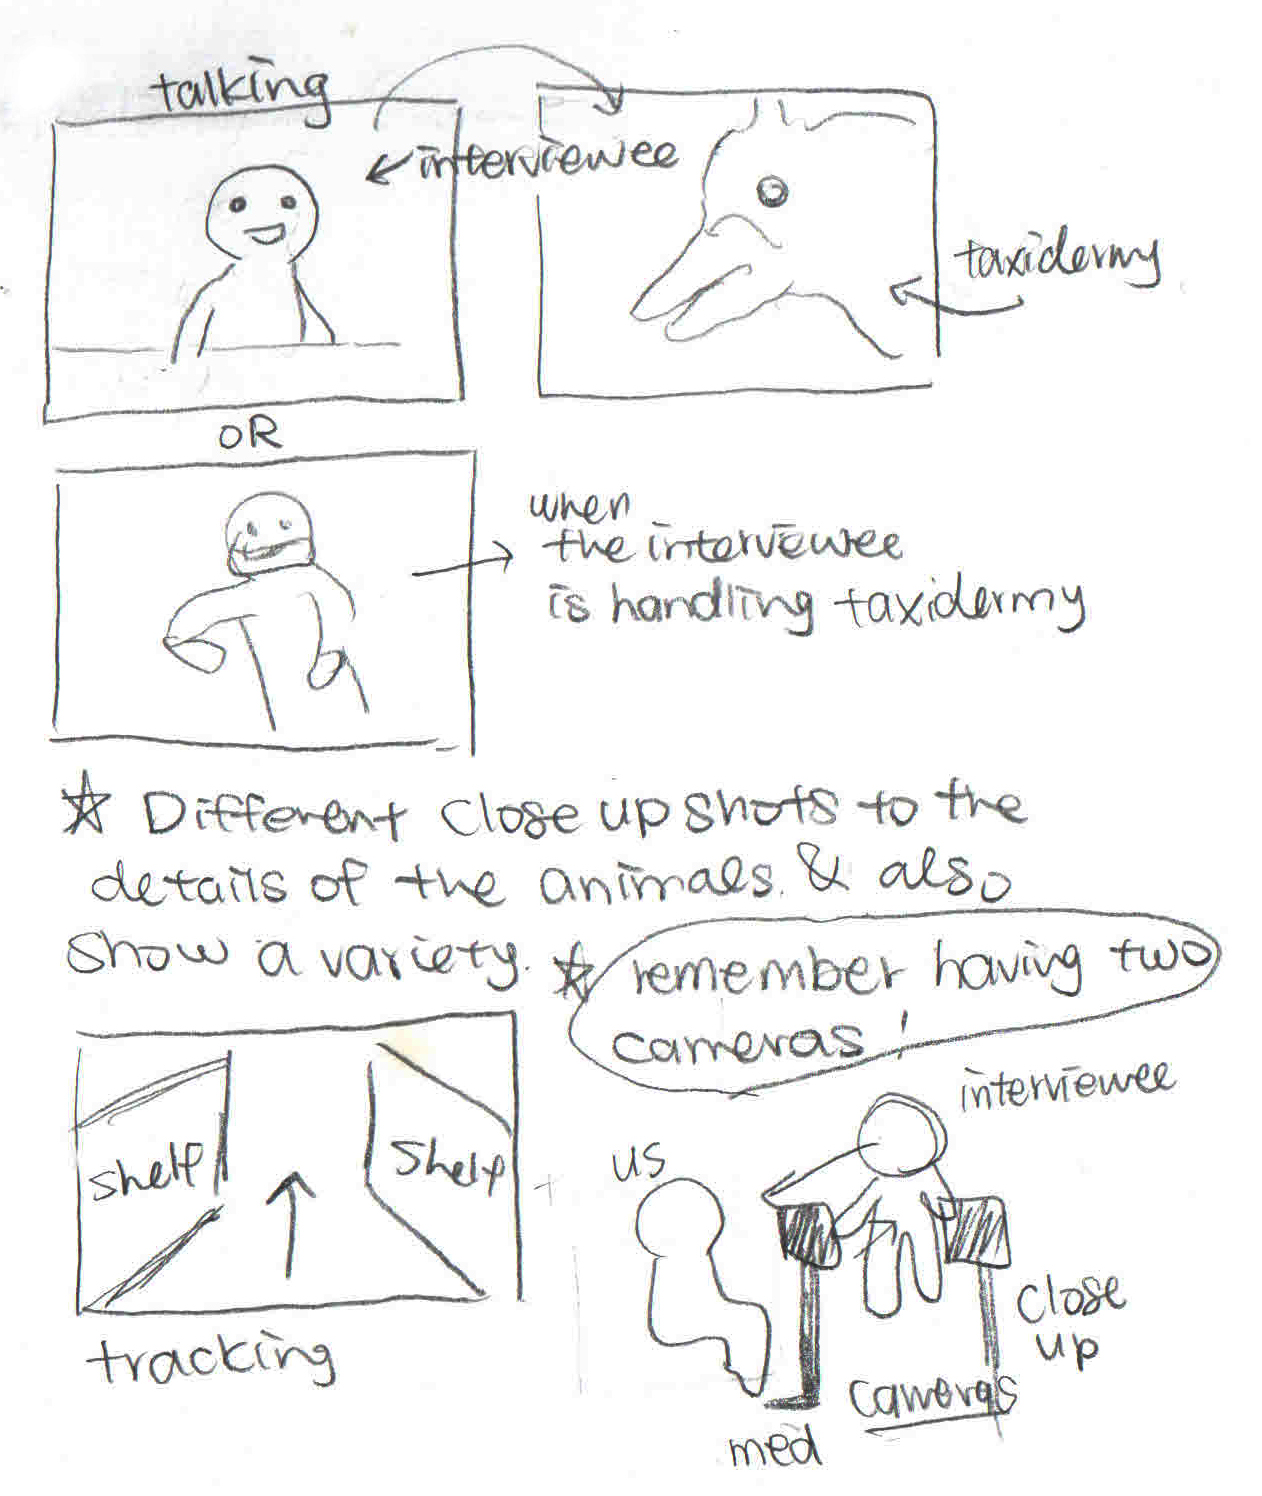 talking
interviewee
taxidermy
OR
when
the interviewee
is handling taxidermy
☆ Different close up shots to the
details of the animals. & also
show a variety. ☆ remember having two
cameras!
interviewee
us
shelf
shelf
close
up
tracking
cameras
med